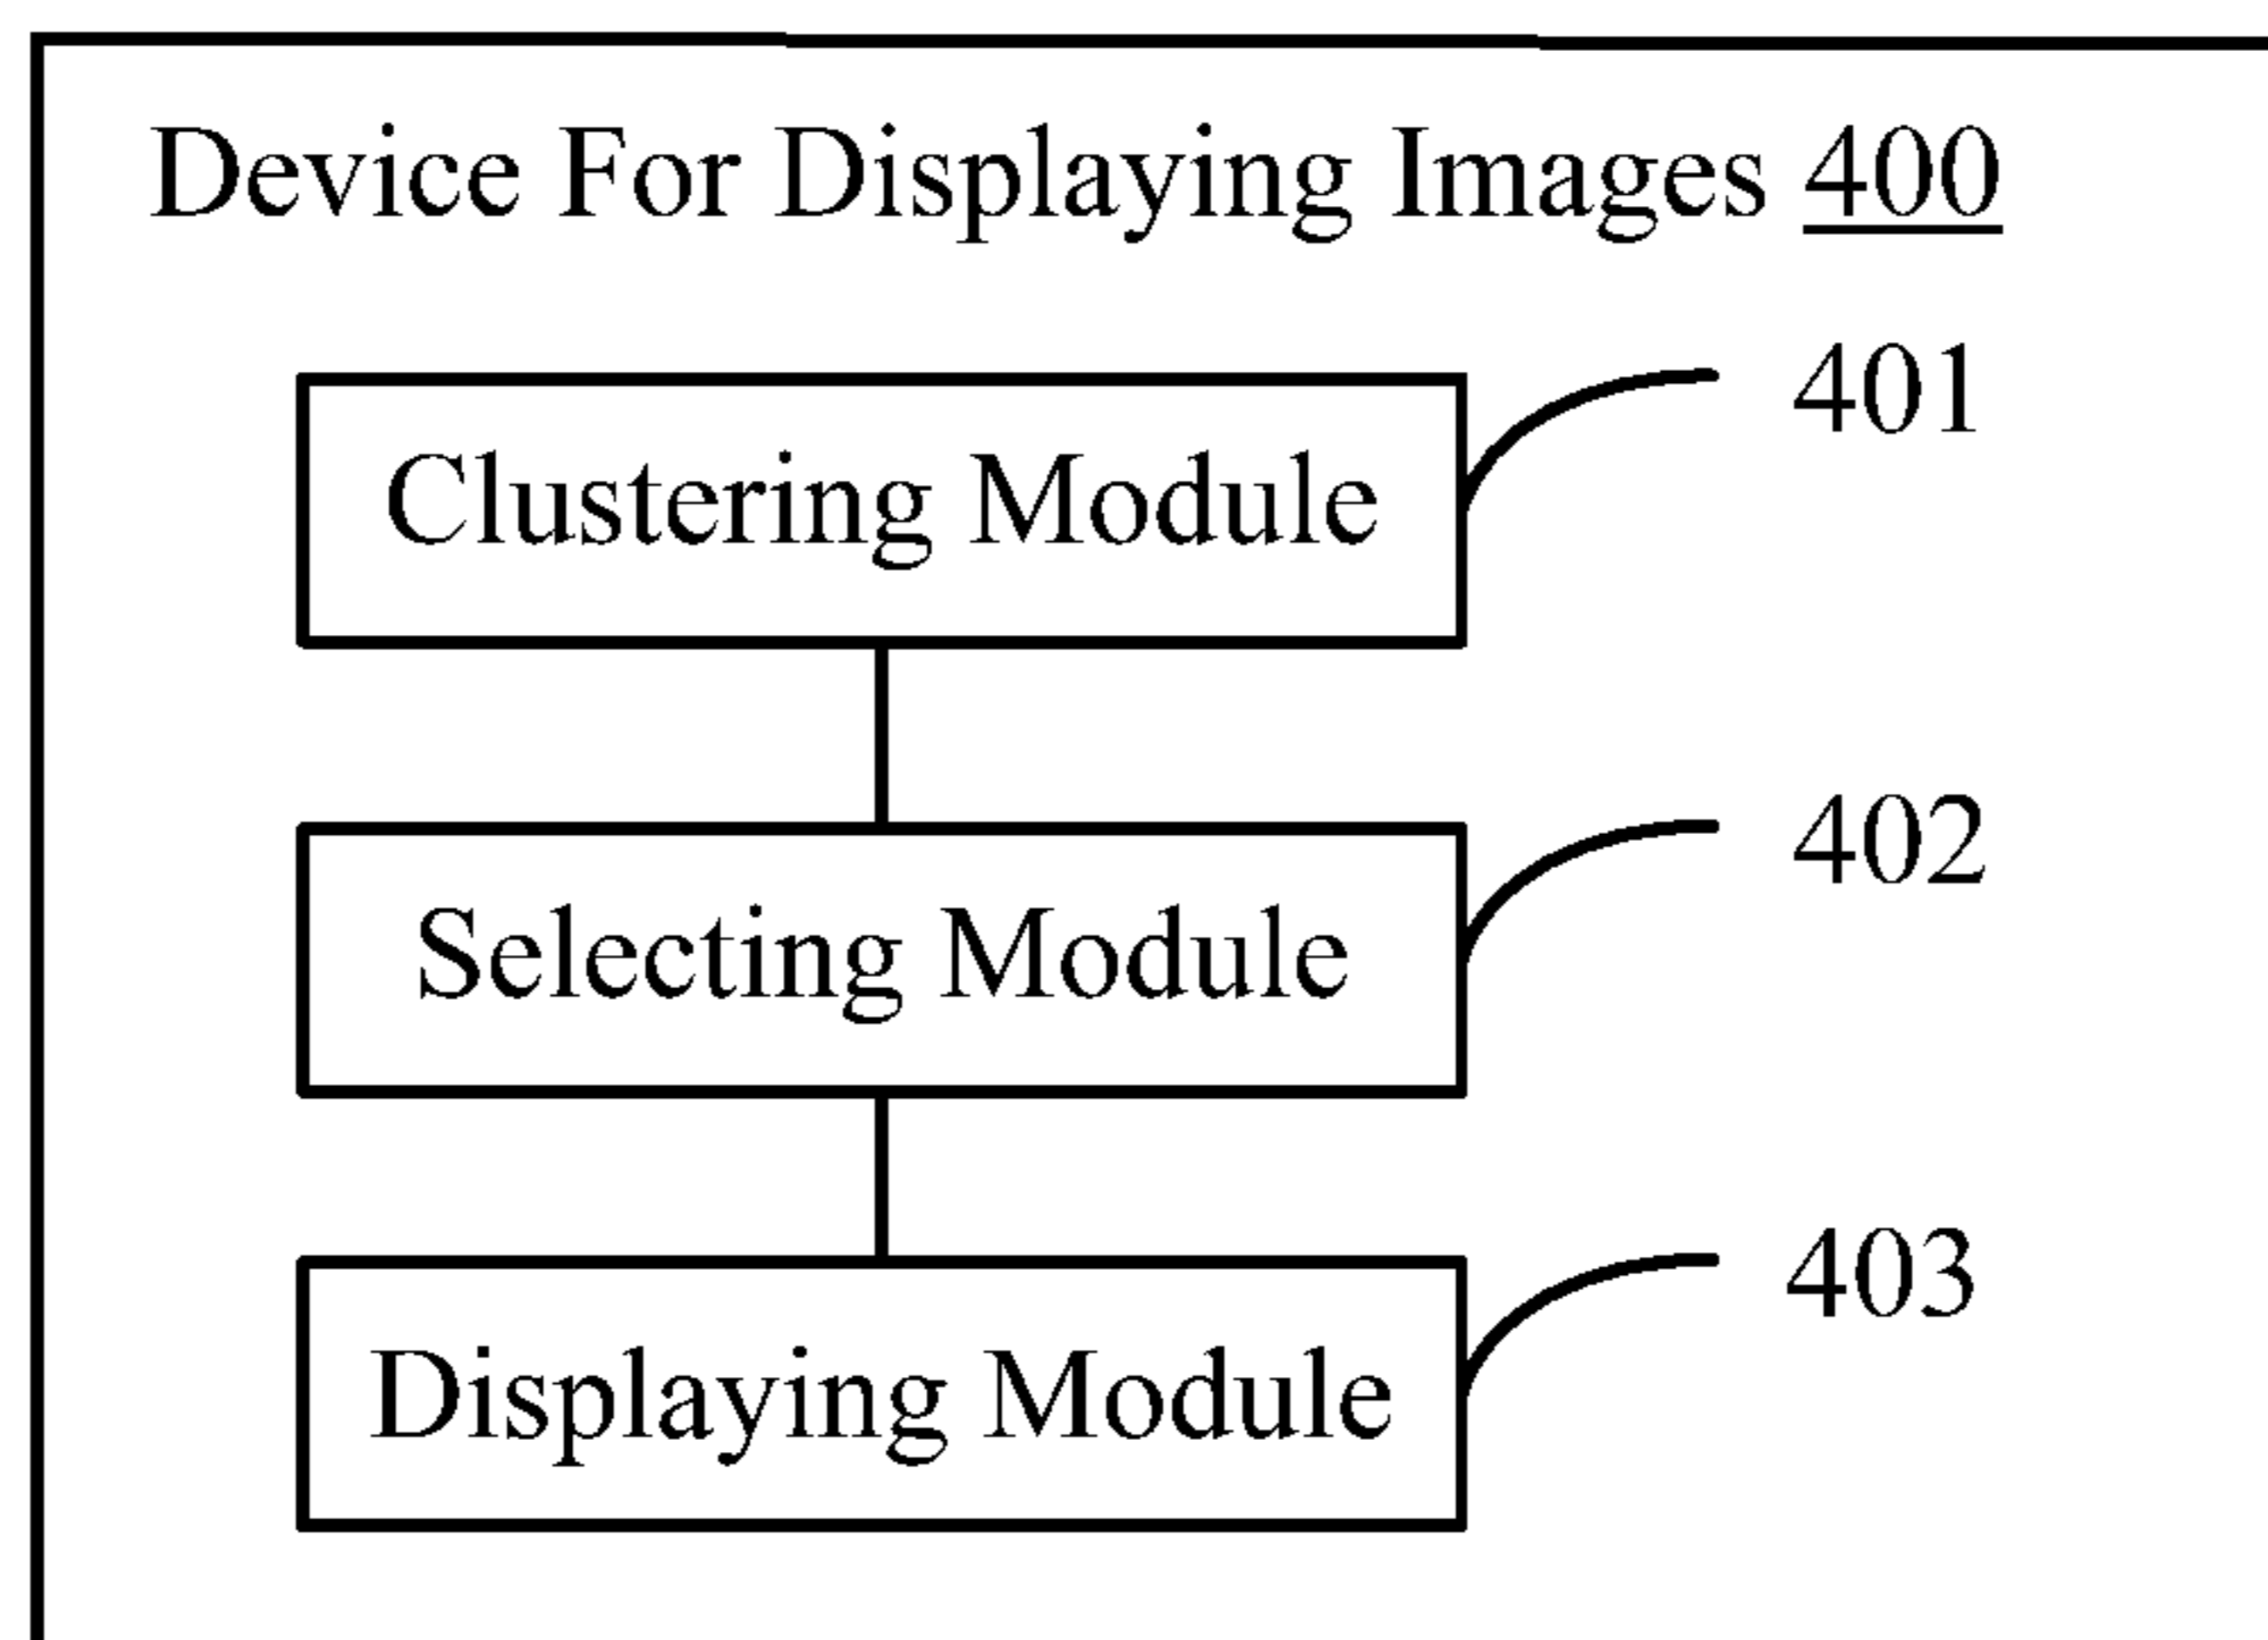 Device For Displaying Images 400
401
Clustering Module
402
Selecting Module
403
Displaying Module